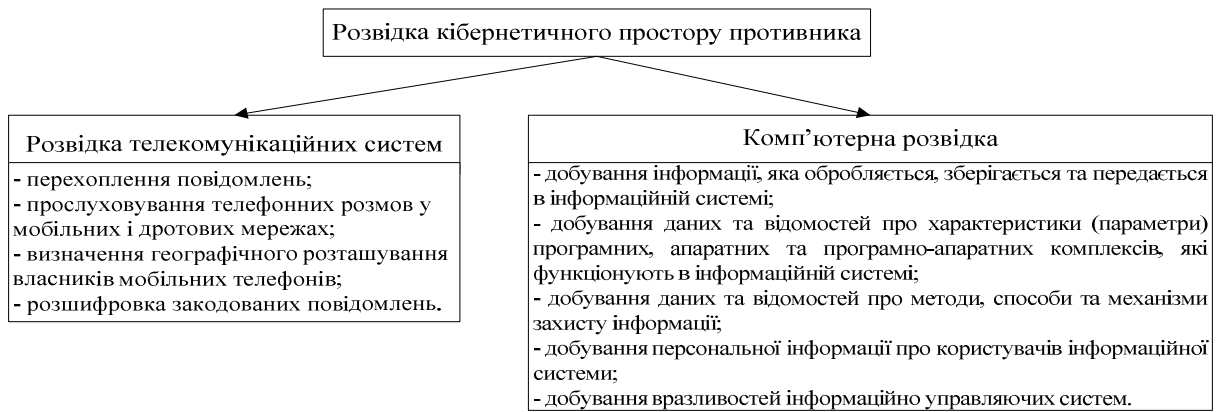 Розвідка кібернетичного простору противника
Розвідка телекомунікаційних систем
- перехоплення повідомлень;
- прослуховування телефонних розмов у
мобільних і дротових мережах;
- визначення географічного розташування
власників мобільних телефонів;
- розшифровка закодованих повідомлень.
Комп’ютерна розвідка
- добування інформації, яка обробляється, зберігається та передається
в інформаційній системі;
- добування даних та відомостей про характеристики (параметри)
програмних, апаратних та програмно-апаратних комплексів, які
функціонують в інформаційній системі;
- добування даних та відомостей про методи, способи та механізми
захисту інформації;
- добування персональної інформації про користувачів інформаційної
системи;
- добування вразливостей інформаційно управляючих систем.